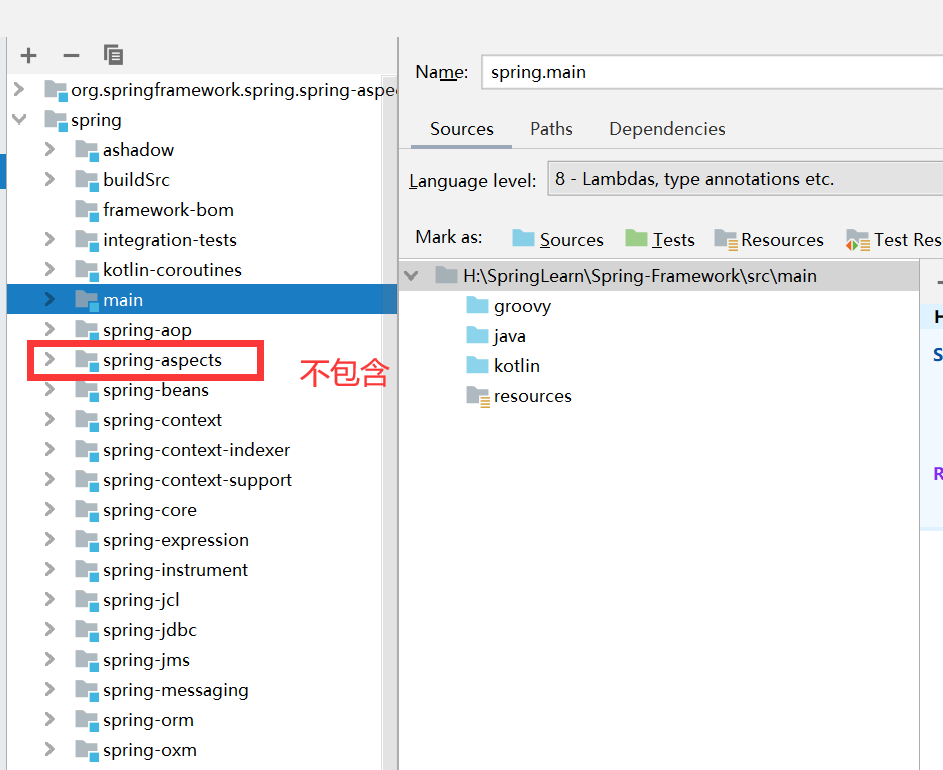 org.springframework.spring.spring-aspe
spring
ashadow
buildSrc
framework-bom
integration-tests
kotlin-coroutines
main
spring-aop
spring-aspects
不包含
spring-beans
spring-context
spring-context-indexer
spring-context-support
spring-core
spring-expression
spring-instrument
spring-jcl
spring-jdbc
spring-jms
spring-messaging
spring-orm
spring-oxm
Name: spring.main
Sources Paths Dependencies
Language level: 8 - Lambdas, type annotations etc.
Mark as: Sources Tests Resources Test Res
H:\SpringLearn\Spring-Framework\src\main
groovy
java
kotlin
resources
S
R